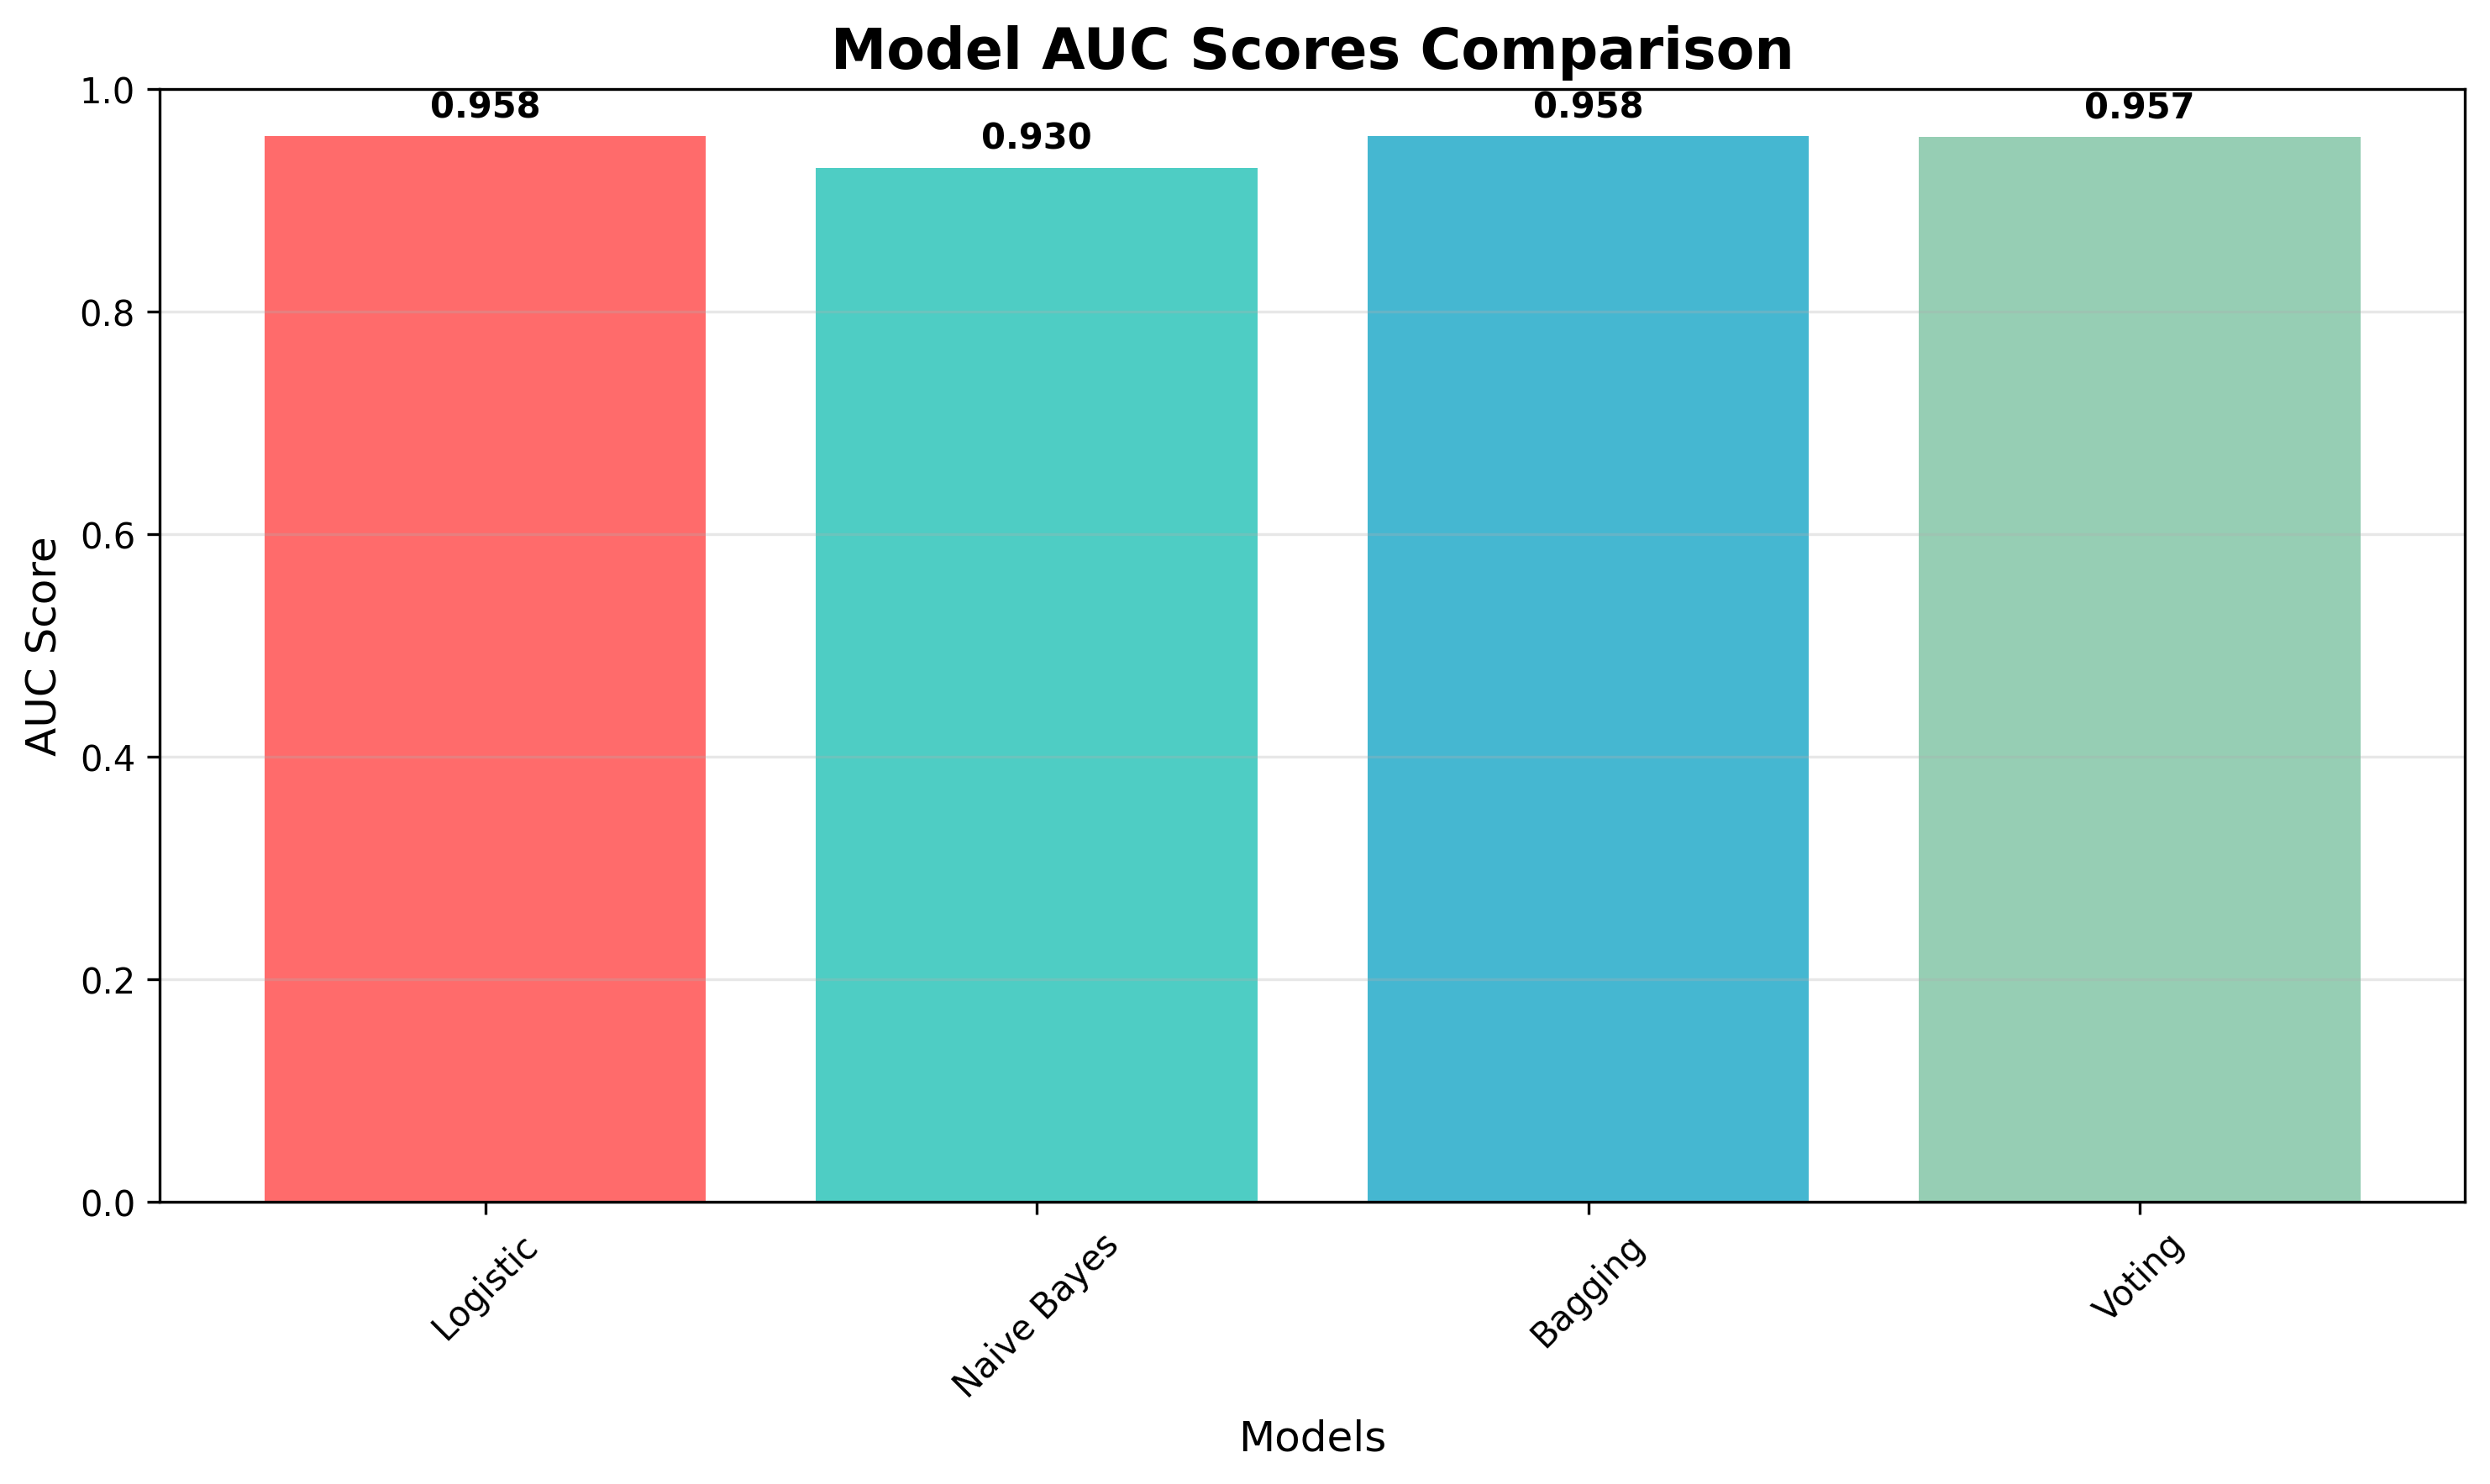 Model AUC Scores Comparison
1.0
0.8
0.6
0.4
0.2
0.0
AUC Score
0.958
0.930
0.958
0.957
Logistic
Naive Bayes
Bagging
Voting
Models